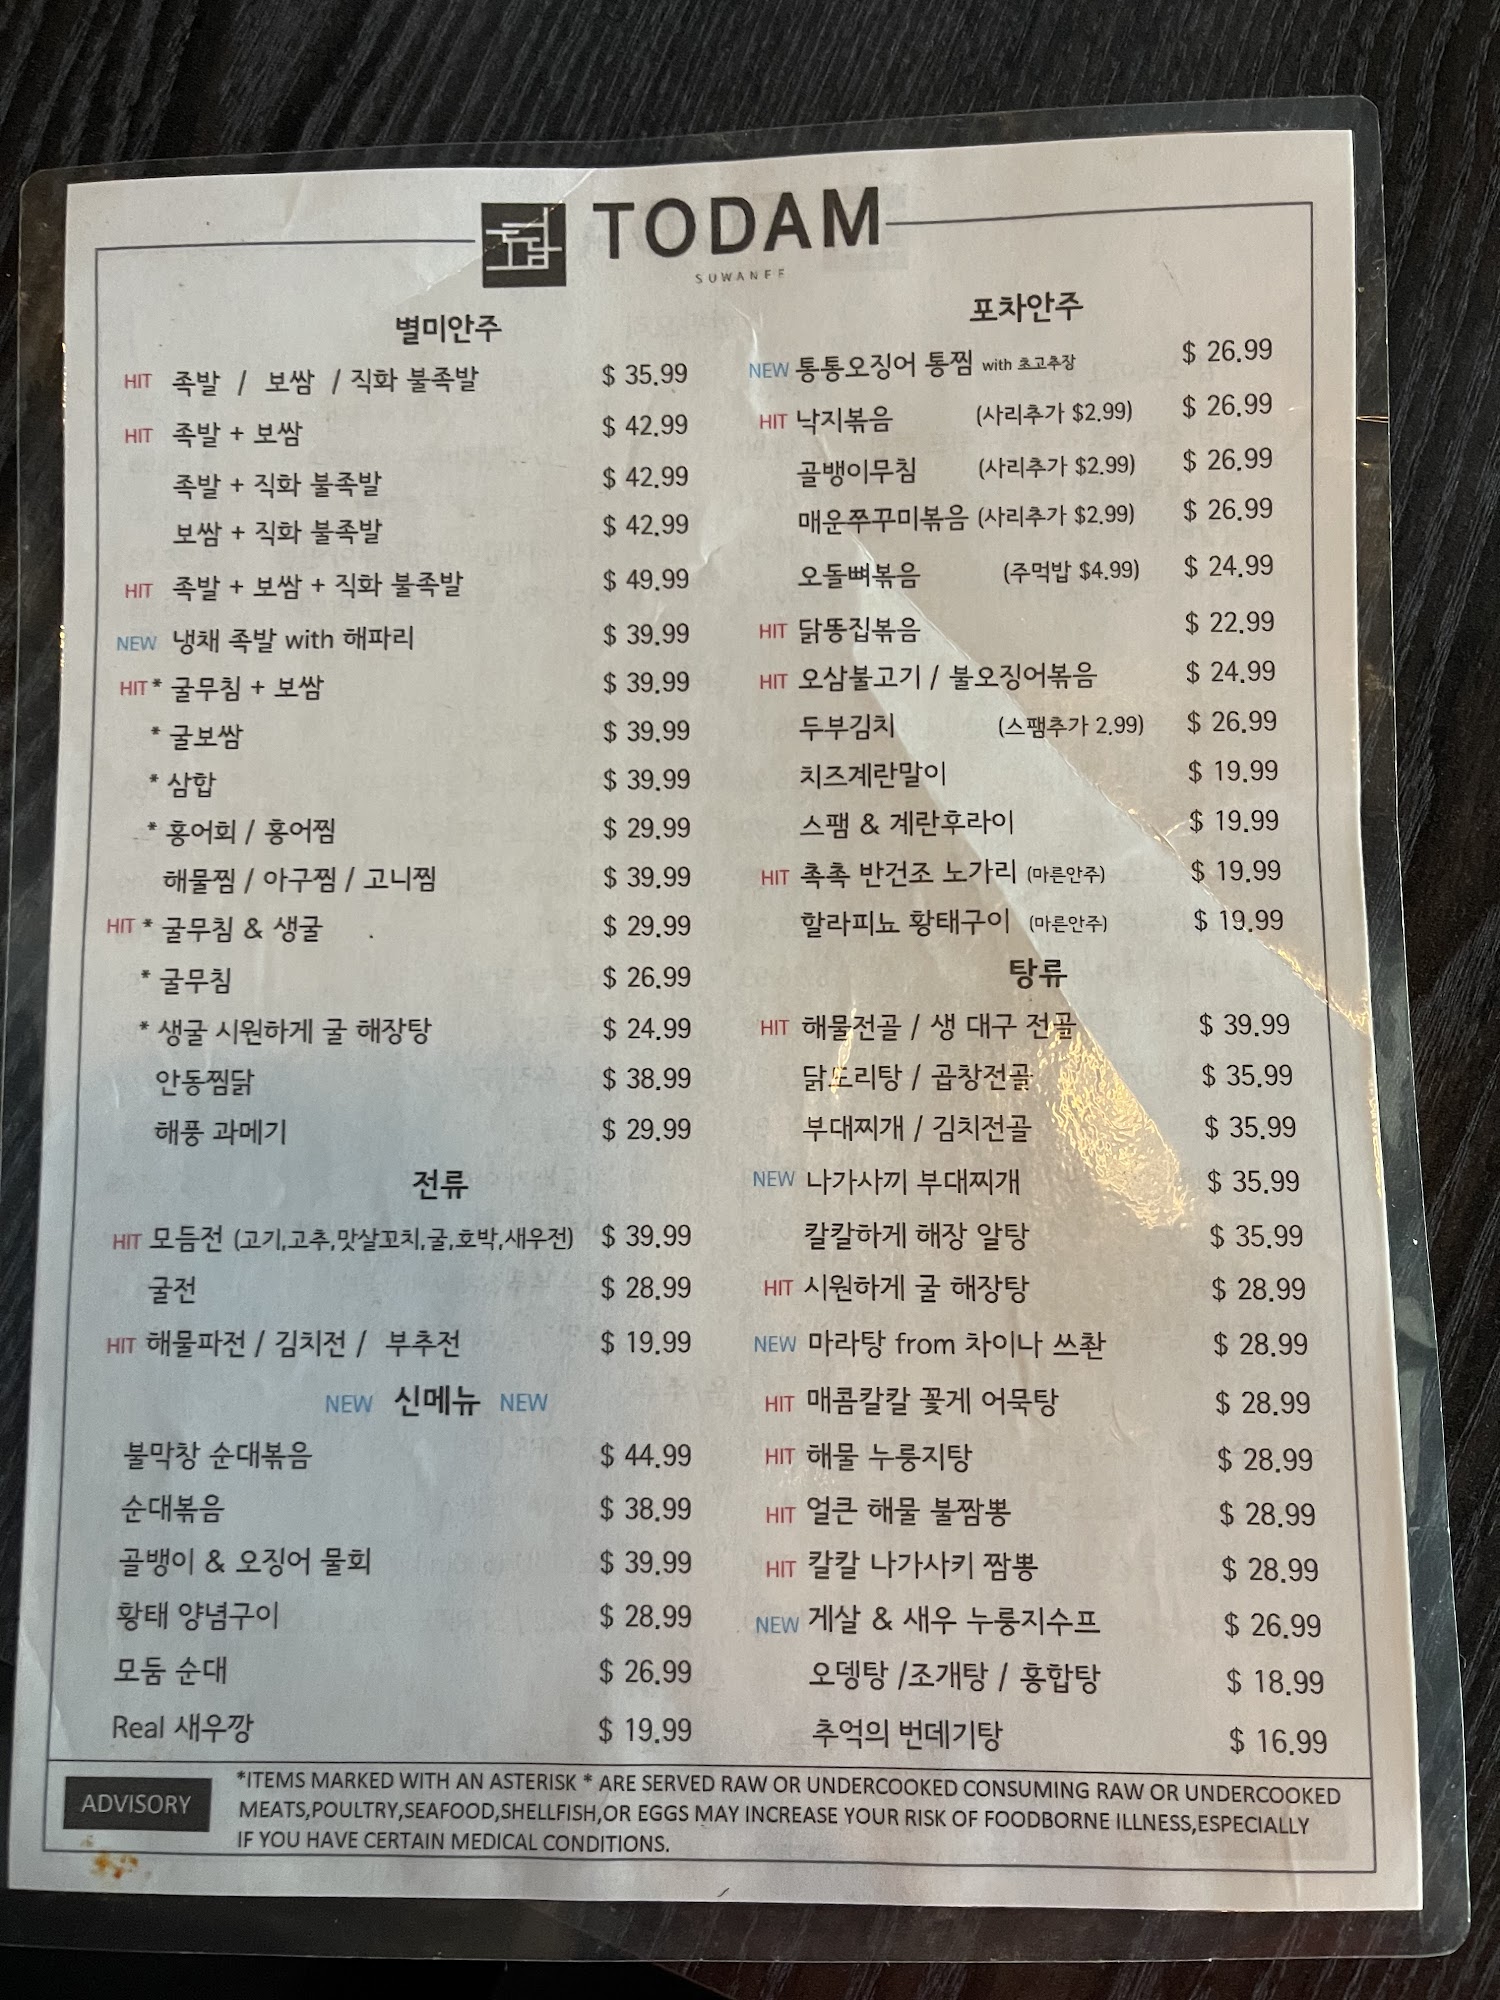 토담 TODAM
SUWANEE
별미안주
HIT 족발 / 보쌈 / 직화 불족발 $ 35.99
HIT 족발 + 보쌈 $ 42.99
족발 + 직화 불족발 $ 42.99
보쌈 + 직화 불족발 $ 42.99
HIT 족발 + 보쌈 + 직화 불족발 $ 49.99
NEW 냉채 족발 with 해파리 $ 39.99
HIT * 굴무침 + 보쌈 $ 39.99
* 굴보쌈 $ 39.99
* 삼합 $ 39.99
* 홍어회 / 홍어찜 $ 29.99
해물찜 / 아구찜 / 고니찜 $ 39.99
HIT * 굴무침 & 생굴 $ 29.99
* 굴무침 $ 26.99
* 생굴 시원하게 굴 해장탕 $ 24.99
안동찜닭 $ 38.99
해풍 과메기 $ 29.99
전류
HIT 모듬전 (고기,고추,맛살꼬치,굴,호박,새우전) $ 39.99
굴전 $ 28.99
HIT 해물파전 / 김치전 / 부추전 $ 19.99
NEW 신메뉴 NEW
불막창 순대볶음 $ 44.99
순대볶음 $ 38.99
골뱅이 & 오징어 물회 $ 39.99
황태 양념구이 $ 28.99
모둠 순대 $ 26.99
Real 새우깡 $ 19.99
포차안주
NEW 통통오징어 통찜 with 초고추장 $ 26.99
HIT 낙지볶음 (사리추가 $2.99) $ 26.99
골뱅이무침 (사리추가 $2.99) $ 26.99
매운쭈꾸미볶음 (사리추가 $2.99) $ 26.99
오돌뼈볶음 (주먹밥 $4.99) $ 24.99
HIT 닭똥집볶음 $ 22.99
HIT 오삼불고기 / 불오징어볶음 $ 24.99
두부김치 (스팸추가 2.99) $ 26.99
치즈계란말이 $ 19.99
스팸 & 계란후라이 $ 19.99
HIT 촉촉 반건조 노가리 (마른안주) $ 19.99
할라피뇨 황태구이 (마른안주) $ 19.99
탕류
HIT 해물전골 / 생 대구 전골 $ 39.99
닭도리탕 / 곱창전골 $ 35.99
부대찌개 / 김치전골 $ 35.99
NEW 나가사끼 부대찌개 $ 35.99
칼칼하게 해장 알탕 $ 35.99
HIT 시원하게 굴 해장탕 $ 28.99
NEW 마라탕 from 차이나 쓰촨 $ 28.99
HIT 매콤칼칼 꽃게 어묵탕 $ 28.99
HIT 해물 누룽지탕 $ 28.99
HIT 얼큰 해물 불짬뽕 $ 28.99
HIT 칼칼 나가사키 짬뽕 $ 28.99
NEW 게살 & 새우 누룽지수프 $ 26.99
오뎅탕 /조개탕 / 홍합탕 $ 18.99
추억의 번데기탕 $ 16.99
ADVISORY
*ITEMS MARKED WITH AN ASTERISK * ARE SERVED RAW OR UNDERCOOKED CONSUMING RAW OR UNDERCOOKED
MEATS,POULTRY,SEAFOOD,SHELLFISH,OR EGGS MAY INCREASE YOUR RISK OF FOODBORNE ILLNESS,ESPECIALLY
IF YOU HAVE CERTAIN MEDICAL CONDITIONS.